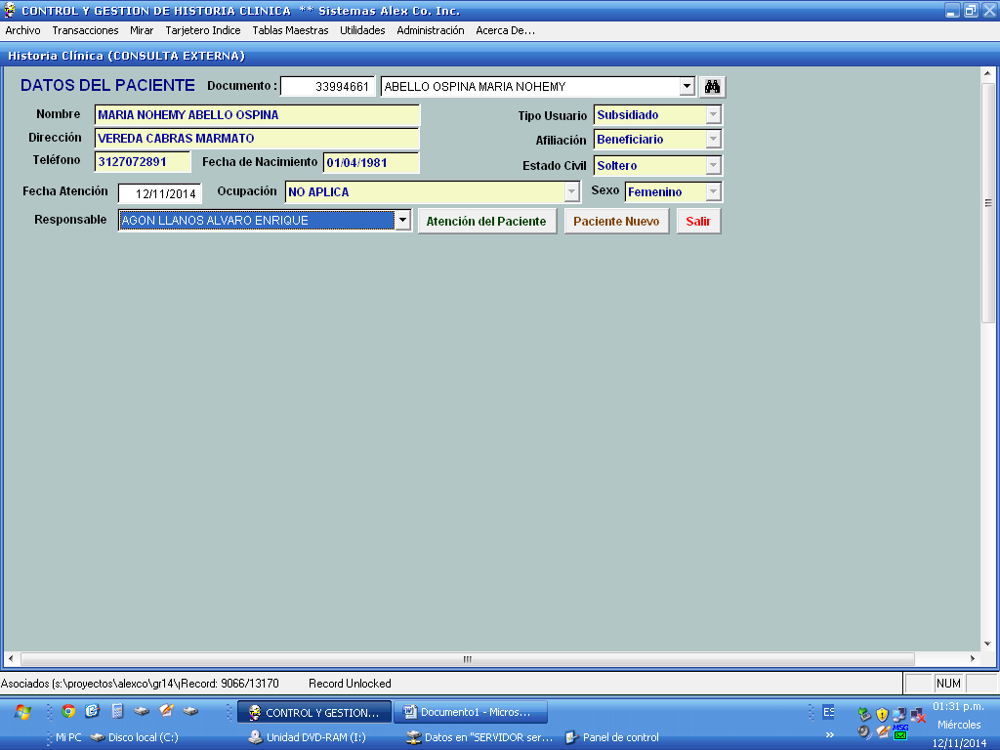 CONTROL Y GESTION DE HISTORIA CLINICA ** Sistemas Alex Co. Inc.
Archivo Transacciones Mirar Tarjetero Indice Tablas Maestras Utilidades Administración Acerca De...
Historia Clínica (CONSULTA EXTERNA)
DATOS DEL PACIENTE Documento : 33994661 ABELLO OSPINA MARIA NOHEMY
Nombre MARIA NOHEMY ABELLO OSPINA Tipo Usuario Subsidiado
Dirección VEREDA CABRAS MARMATO Afiliación Beneficiario
Teléfono 3127072891 Fecha de Nacimiento 01/04/1981 Estado Civil Soltero
Fecha Atención 12/11/2014 Ocupación NO APLICA Sexo Femenino
Responsable AGON LLANOS ALVARO ENRIQUE Atención del Paciente Paciente Nuevo Salir
Asociados (s:\proyectos\alexco\gr14\jRecord: 9066/13170 Record Unlocked NUM
CONTROL Y GESTION... Documento1 - Micros... ES 01:31 p.m.
Miércoles
Mi PC Disco local (C:) Unidad DVD-RAM (I:) Datos en "SERVIDOR ser... Panel de control » MSG
12/11/2014